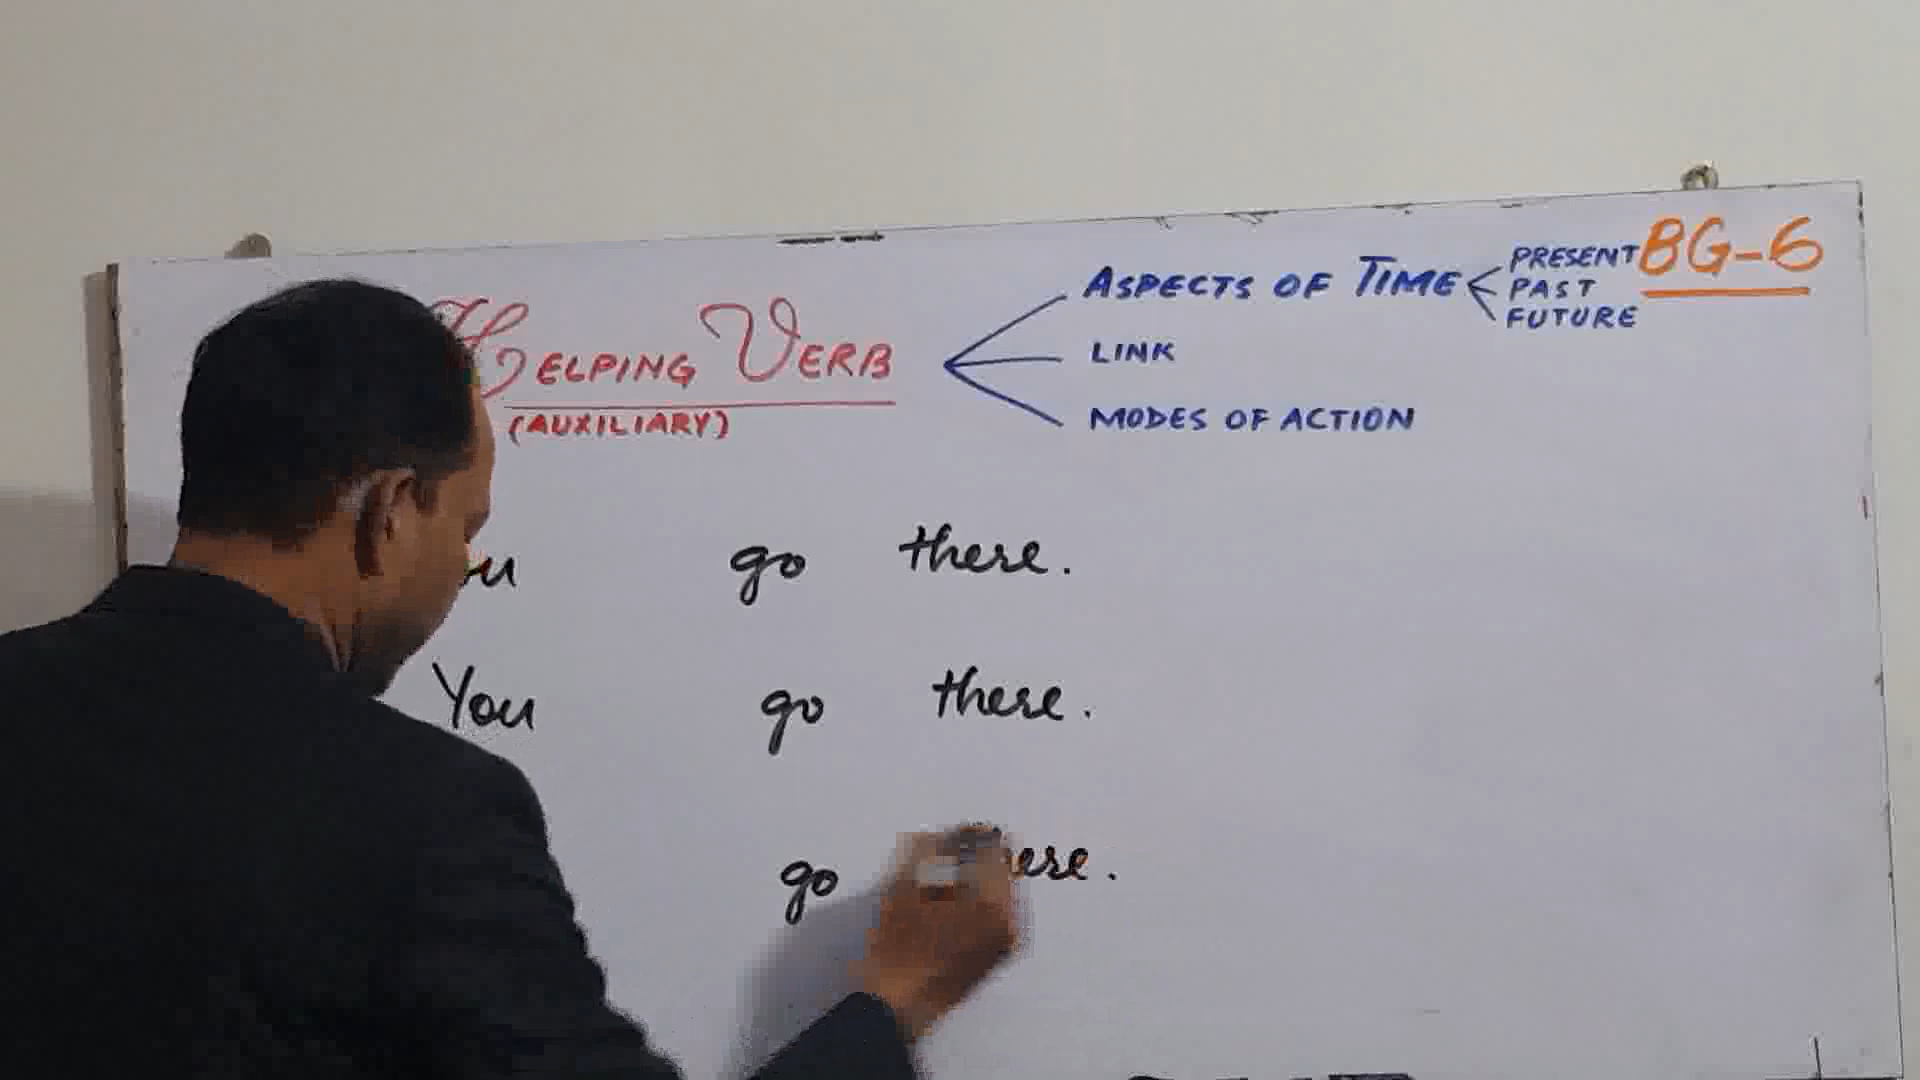 BG-6
HELPING VERB
(AUXILIARY)
ASPECTS OF TIME
PRESENT
PAST
FUTURE
LINK
MODES OF ACTION
go there.
You go there.
go